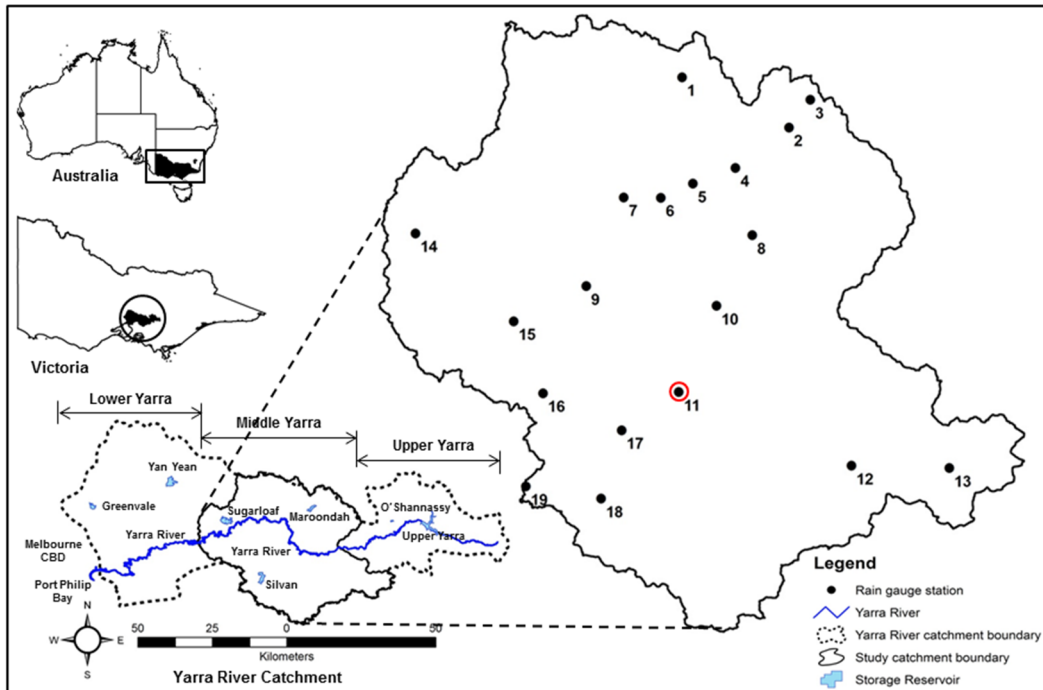 Australia
Victoria
Lower Yarra
Middle Yarra
Upper Yarra
Yan Yean
Greenvale
Sugarloaf
Maroondah
O' Shannassy
Upper Yarra
Melbourne
CBD
Yarra River
Yarra River
Port Philip
Bay
Silvan
N
W
E
S
50
25
0
50
Kilometers
Yarra River Catchment
1
3
2
4
5
7
6
14
8
9
10
15
16
11
17
12
13
19
18
Legend
Rain gauge station
Yarra River
Yarra River catchment boundary
Study catchment boundary
Storage Reservoir